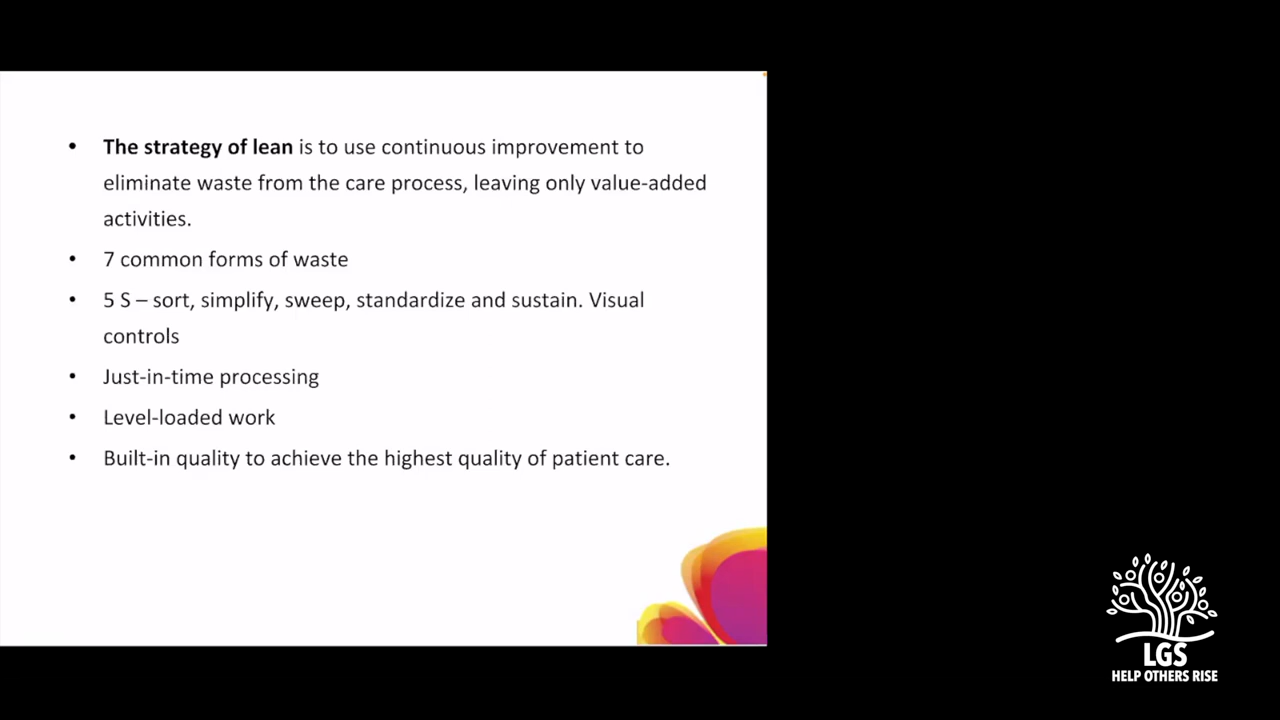 • The strategy of lean is to use continuous improvement to
eliminate waste from the care process, leaving only value-added
activities.
• 7 common forms of waste
• 5 S – sort, simplify, sweep, standardize and sustain. Visual
controls
• Just-in-time processing
• Level-loaded work
• Built-in quality to achieve the highest quality of patient care.
LGS
HELP OTHERS RISE